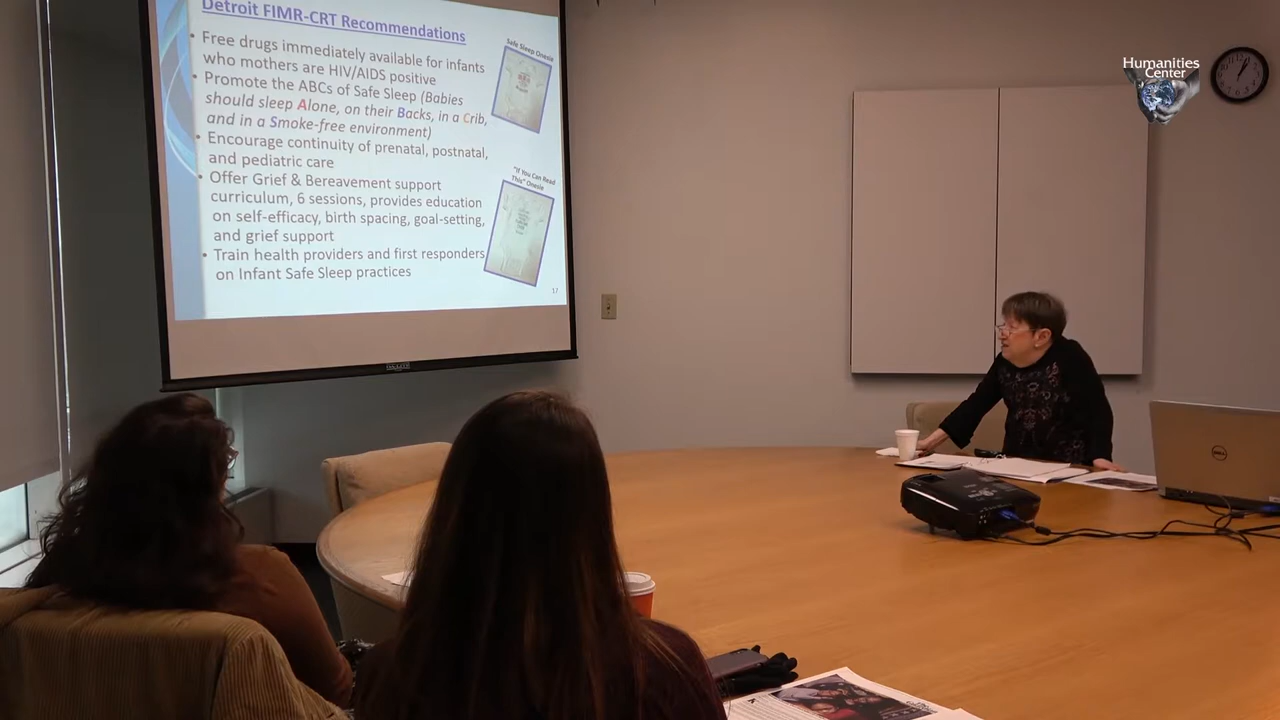 Detroit FIMR-CRT Recommendations
• Free drugs immediately available for infants
who mothers are HIV/AIDS positive
• Promote the ABCs of Safe Sleep (Babies
should sleep Alone, on their Backs, in a Crib,
and in a Smoke-free environment)
• Encourage continuity of prenatal, postnatal,
and pediatric care
• Offer Grief & Bereavement support
curriculum, 6 sessions, provides education
on self-efficacy, birth spacing, goal-setting,
and grief support
• Train health providers and first responders
on Infant Safe Sleep practices
Safe Sleep Onesie
"If You Can Read
This" Onesie
17
Humanities
Center
DELL